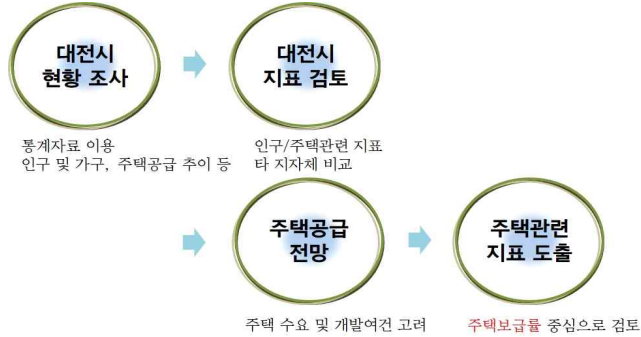 대전시
현황 조사
대전시
지표 검토
통계자료 이용
인구 및 가구, 주택공급 추이 등
인구/주택관련 지표
타 지자체 비교
주택공급
전망
주택관련
지표 도출
주택 수요 및 개발여건 고려
주택보급률 중심으로 검토